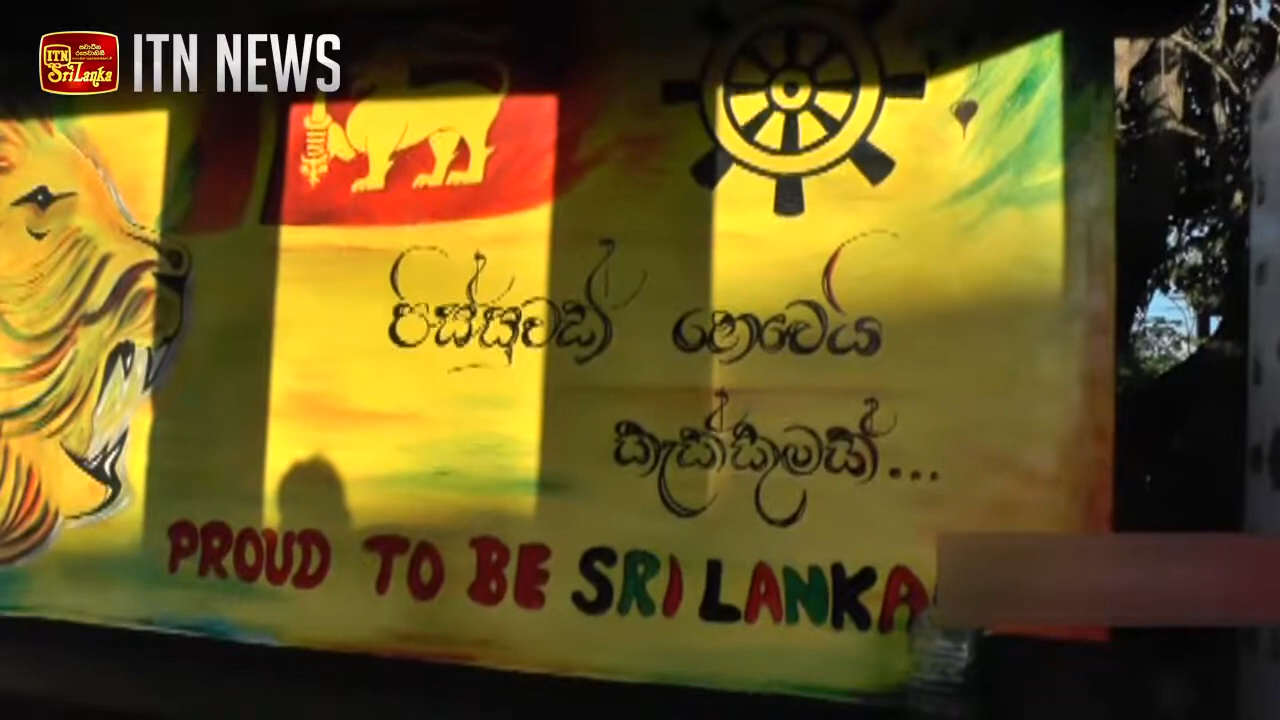 ITN NEWS
ITN
Sri Lanka
පිස්සුවක් නොවෙයි
කැක්කුමක්...
PROUD TO BE SRI LANKA